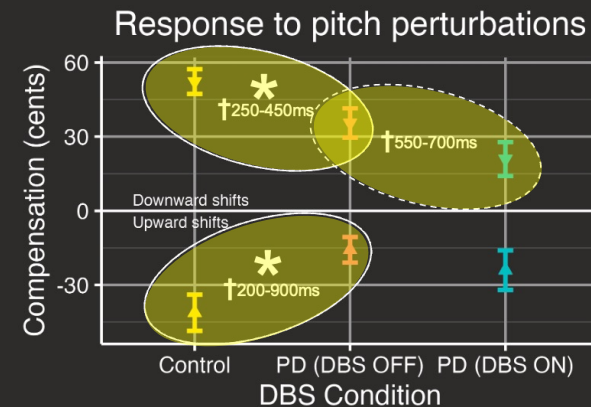 Response to pitch perturbations
Compensation (cents)
60
30
0
-30
*
†250-450ms
†550-700ms
Downward shifts
Upward shifts
*
†200-900ms
Control
PD (DBS OFF)
PD (DBS ON)
DBS Condition